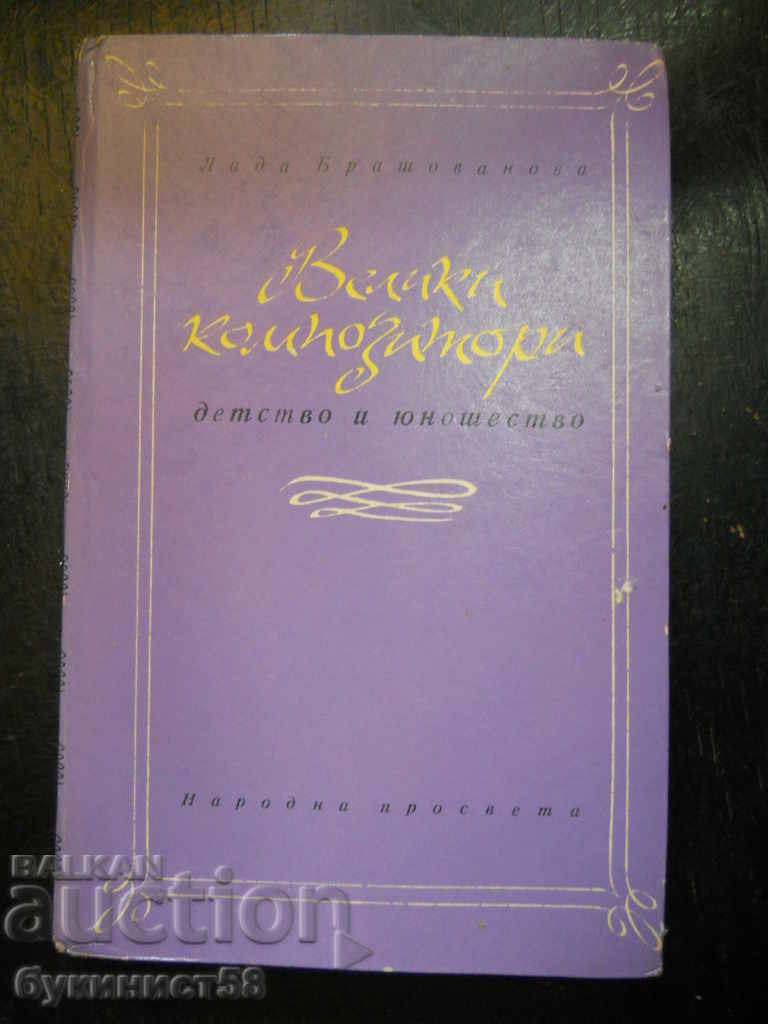 Лада Брашованова
Велики
композитори
детство и юношество
Народна просвета
BALKAN
auction
букинист58